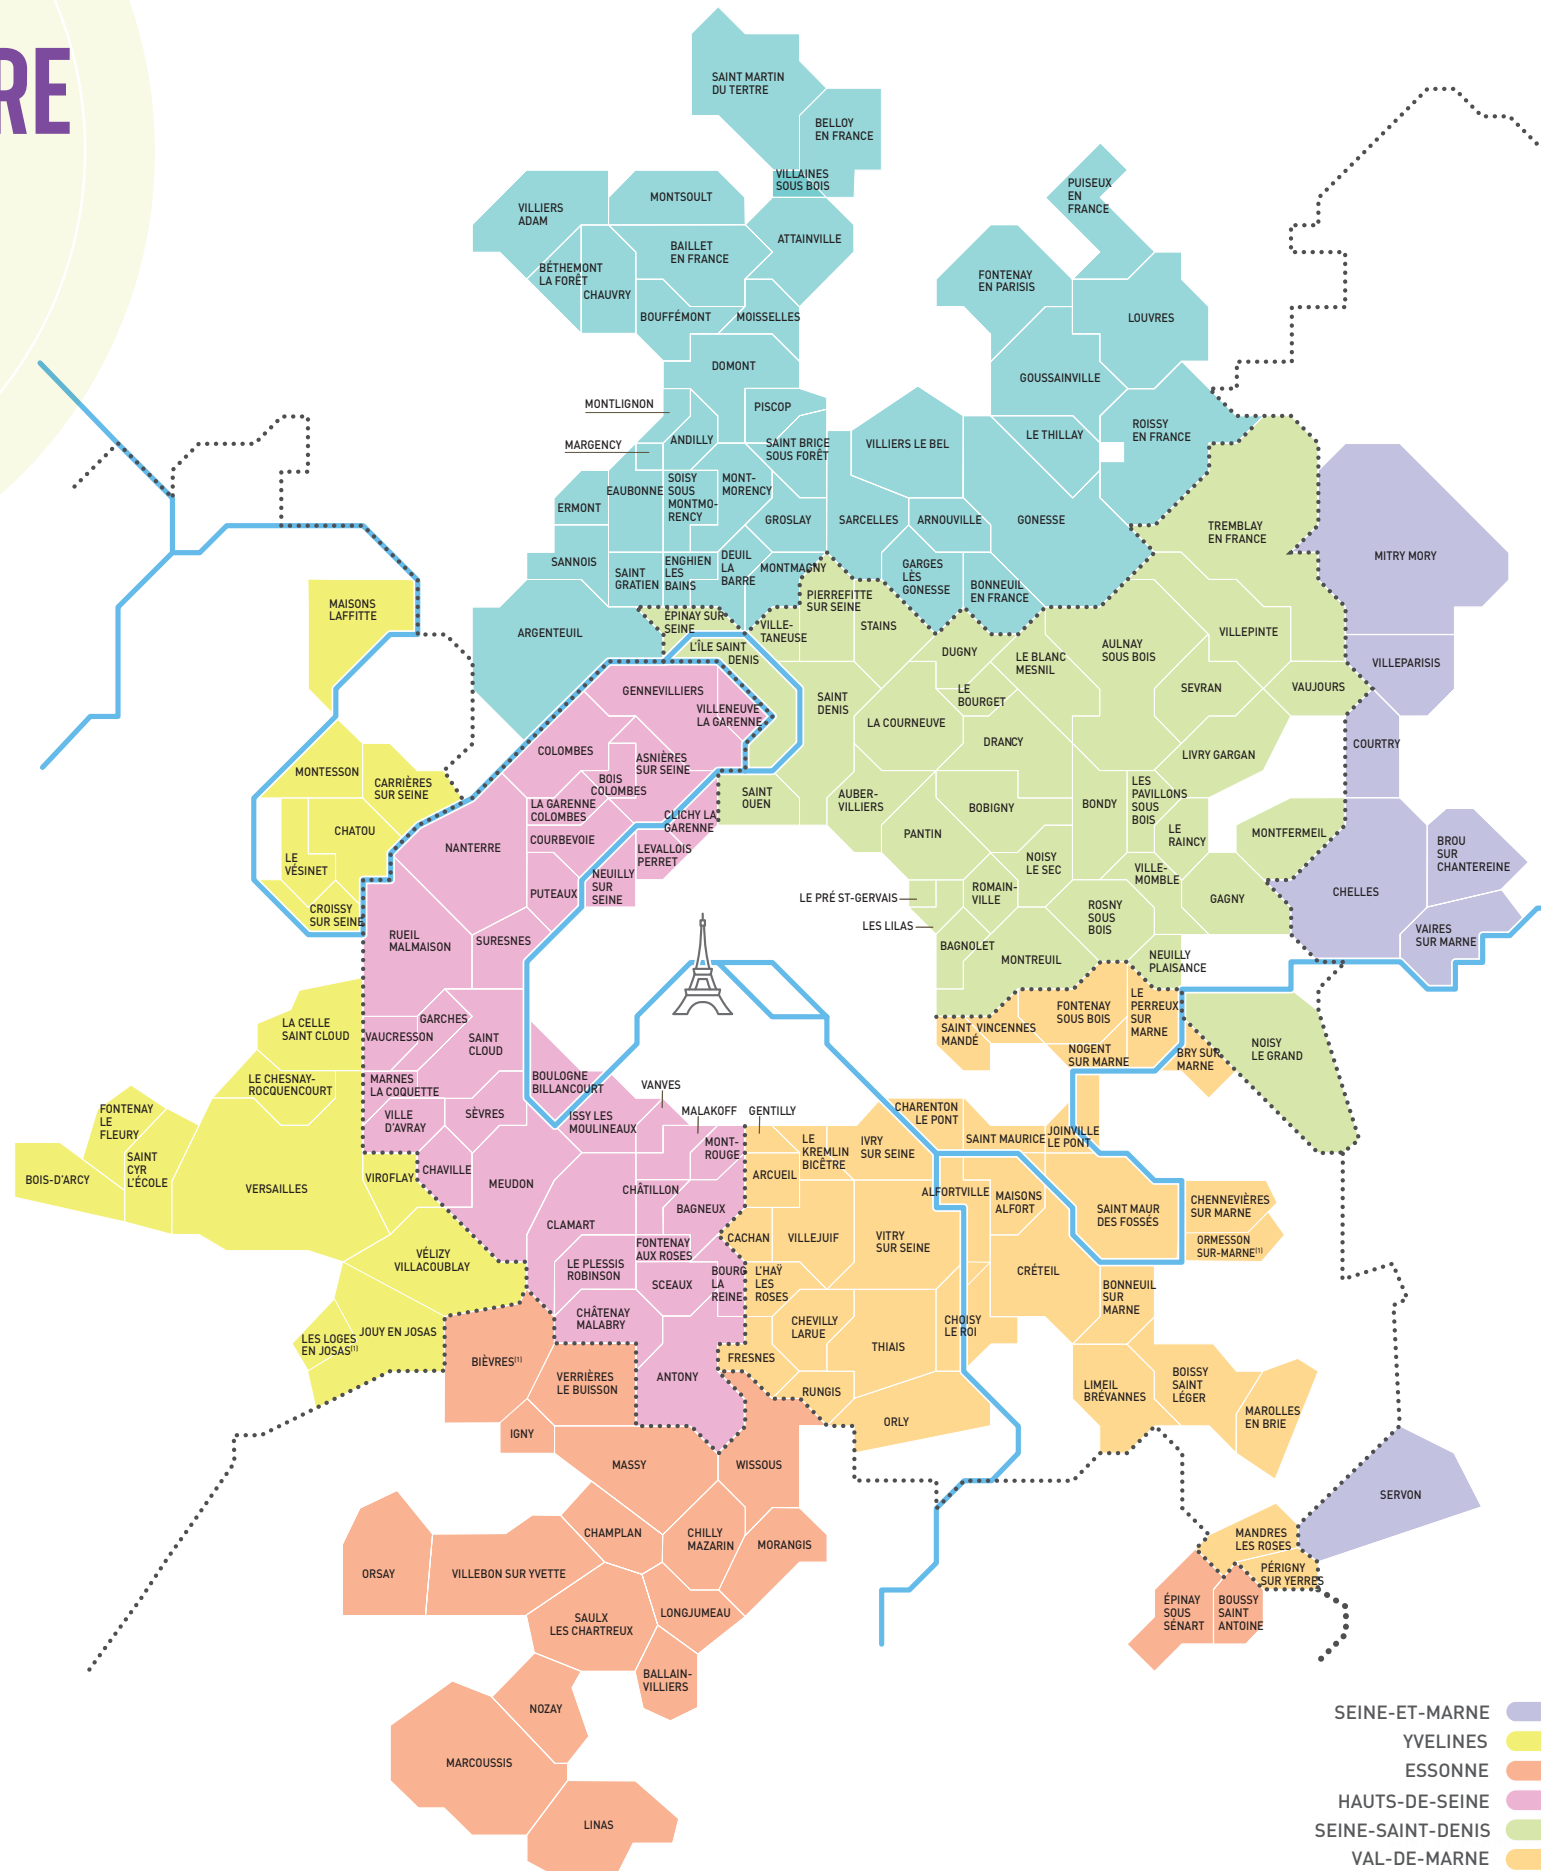 RE
SAINT MARTIN
DU TERTRE
BELLOY
EN FRANCE
VILLAINES
SOUS BOIS
PUISEUX
EN
FRANCE
MONTSOULT
VILLIERS
ADAM
ATTAINVILLE
BAILLET
EN FRANCE
BÉTHEMONT
LA FORÊT
CHAUVRY
FONTENAY
EN PARISIS
BOUFFÉMONT
MOISSELLES
LOUVRES
DOMONT
GOUSSAINVILLE
MONTLIGNON
PISCOP
MARGENCY
ANDILLY
SAINT BRICE
SOUS FORÊT
VILLIERS LE BEL
LE THILLAY
ROISSY
EN FRANCE
EAUBONNE
SOISY
SOUS
MONTMO-
RENCY
MONT-
MORENCY
ERMONT
GROSLAY
SARCELLES
ARNOUVILLE
GONESSE
TREMBLAY
EN FRANCE
MITRY MORY
SANNOIS
SAINT
GRATIEN
ENGHIEN
LES
BAINS
DEUIL
LA
BARRE
MONTMAGNY
GARGES
LÈS
GONESSE
BONNEUIL
EN FRANCE
MAISONS
LAFFITTE
ARGENTEUIL
ÉPINAY SUR
SEINE
VILLE-
TANEUSE
PIERREFITTE
SUR SEINE
STAINS
L'ÎLE SAINT
DENIS
DUGNY
LE BLANC
MESNIL
AULNAY
SOUS BOIS
VILLEPINTE
VILLEPARISIS
GENNEVILLIERS
VILLENEUVE
LA GARENNE
SAINT
DENIS
LE
BOURGET
SEVRAN
VAUJOURS
LA COURNEUVE
DRANCY
COURTRY
COLOMBES
ASNIÈRES
SUR SEINE
LIVRY GARGAN
MONTESSON
CARRIÈRES
SUR SEINE
BOIS
COLOMBES
SAINT
OUEN
AUBER-
VILLIERS
BOBIGNY
BONDY
LES
PAVILLONS
SOUS
BOIS
LA GARENNE
COLOMBES
CLICHY LA
GARENNE
CHATOU
NANTERRE
COURBEVOIE
LEVALLOIS
PERRET
PANTIN
LE
RAINCY
MONTFERMEIL
BROU
SUR
CHANTEREINE
LE
VÉSINET
NOISY
LE SEC
VILLE-
MOMBLE
CHELLES
PUTEAUX
NEUILLY
SUR
SEINE
LE PRÉ ST-GERVAIS
ROMAIN-
VILLE
GAGNY
CROISSY
SUR SEINE
RUEIL
MALMAISON
SURESNES
LES LILAS
ROSNY
SOUS
BOIS
VAIRES
SUR MARNE
BAGNOLET
MONTREUIL
NEUILLY
PLAISANCE
LA CELLE
SAINT CLOUD
GARCHES
VAUCRESSON
SAINT
CLOUD
SAINT
MANDÉ
VINCENNES
FONTENAY
SOUS BOIS
LE
PERREUX
SUR
MARNE
NOGENT
SUR MARNE
BRY SUR
MARNE
NOISY
LE GRAND
LE CHESNAY-
ROCQUENCOURT
MARNES
LA COQUETTE
BOULOGNE
BILLANCOURT
VANVES
FONTENAY
LE
FLEURY
VILLE
D'AVRAY
SÈVRES
ISSY LES
MOULINEAUX
MALAKOFF
GENTILLY
CHARENTON
LE PONT
SAINT
CYR
L'ÉCOLE
MONT-
ROUGE
LE
KREMLIN
BICÊTRE
IVRY
SUR SEINE
SAINT MAURICE
JOINVILLE
LE PONT
BOIS-D'ARCY
VERSAILLES
VIROFLAY
CHAVILLE
MEUDON
CHÂTILLON
ARCUEIL
ALFORTVILLE
MAISONS
ALFORT
SAINT MAUR
DES FOSSÉS
CHENNEVIÈRES
SUR MARNE
CLAMART
BAGNEUX
CACHAN
VILLEJUIF
VITRY
SUR SEINE
ORMESSON
SUR-MARNE(1)
VÉLIZY
VILLACOUBLAY
FONTENAY
AUX ROSES
LE PLESSIS
ROBINSON
SCEAUX
BOURG
LA
REINE
L'HAŸ
LES
ROSES
CRÉTEIL
BONNEUIL
SUR
MARNE
CHÂTENAY
MALABRY
CHEVILLY
LARUE
CHOISY
LE ROI
LES LOGES
EN JOSAS(1)
JOUY EN JOSAS
BIÈVRES(1)
FRESNES
THIAIS
VERRIÈRES
LE BUISSON
ANTONY
RUNGIS
LIMEIL
BRÉVANNES
BOISSY
SAINT
LÉGER
MAROLLES
EN BRIE
ORLY
IGNY
MASSY
WISSOUS
SERVON
CHAMPLAN
CHILLY
MAZARIN
MORANGIS
MANDRES
LES ROSES
ORSAY
VILLEBON SUR YVETTE
PÉRIGNY
SUR YERRES
LONGJUMEAU
SAULX
LES CHARTREUX
ÉPINAY
SOUS
SÉNART
BOUSSY
SAINT
ANTOINE
BALLAIN-
VILLIERS
NOZAY
MARCOUSSIS
LINAS
SEINE-ET-MARNE
YVELINES
ESSONNE
HAUTS-DE-SEINE
SEINE-SAINT-DENIS
VAL-DE-MARNE